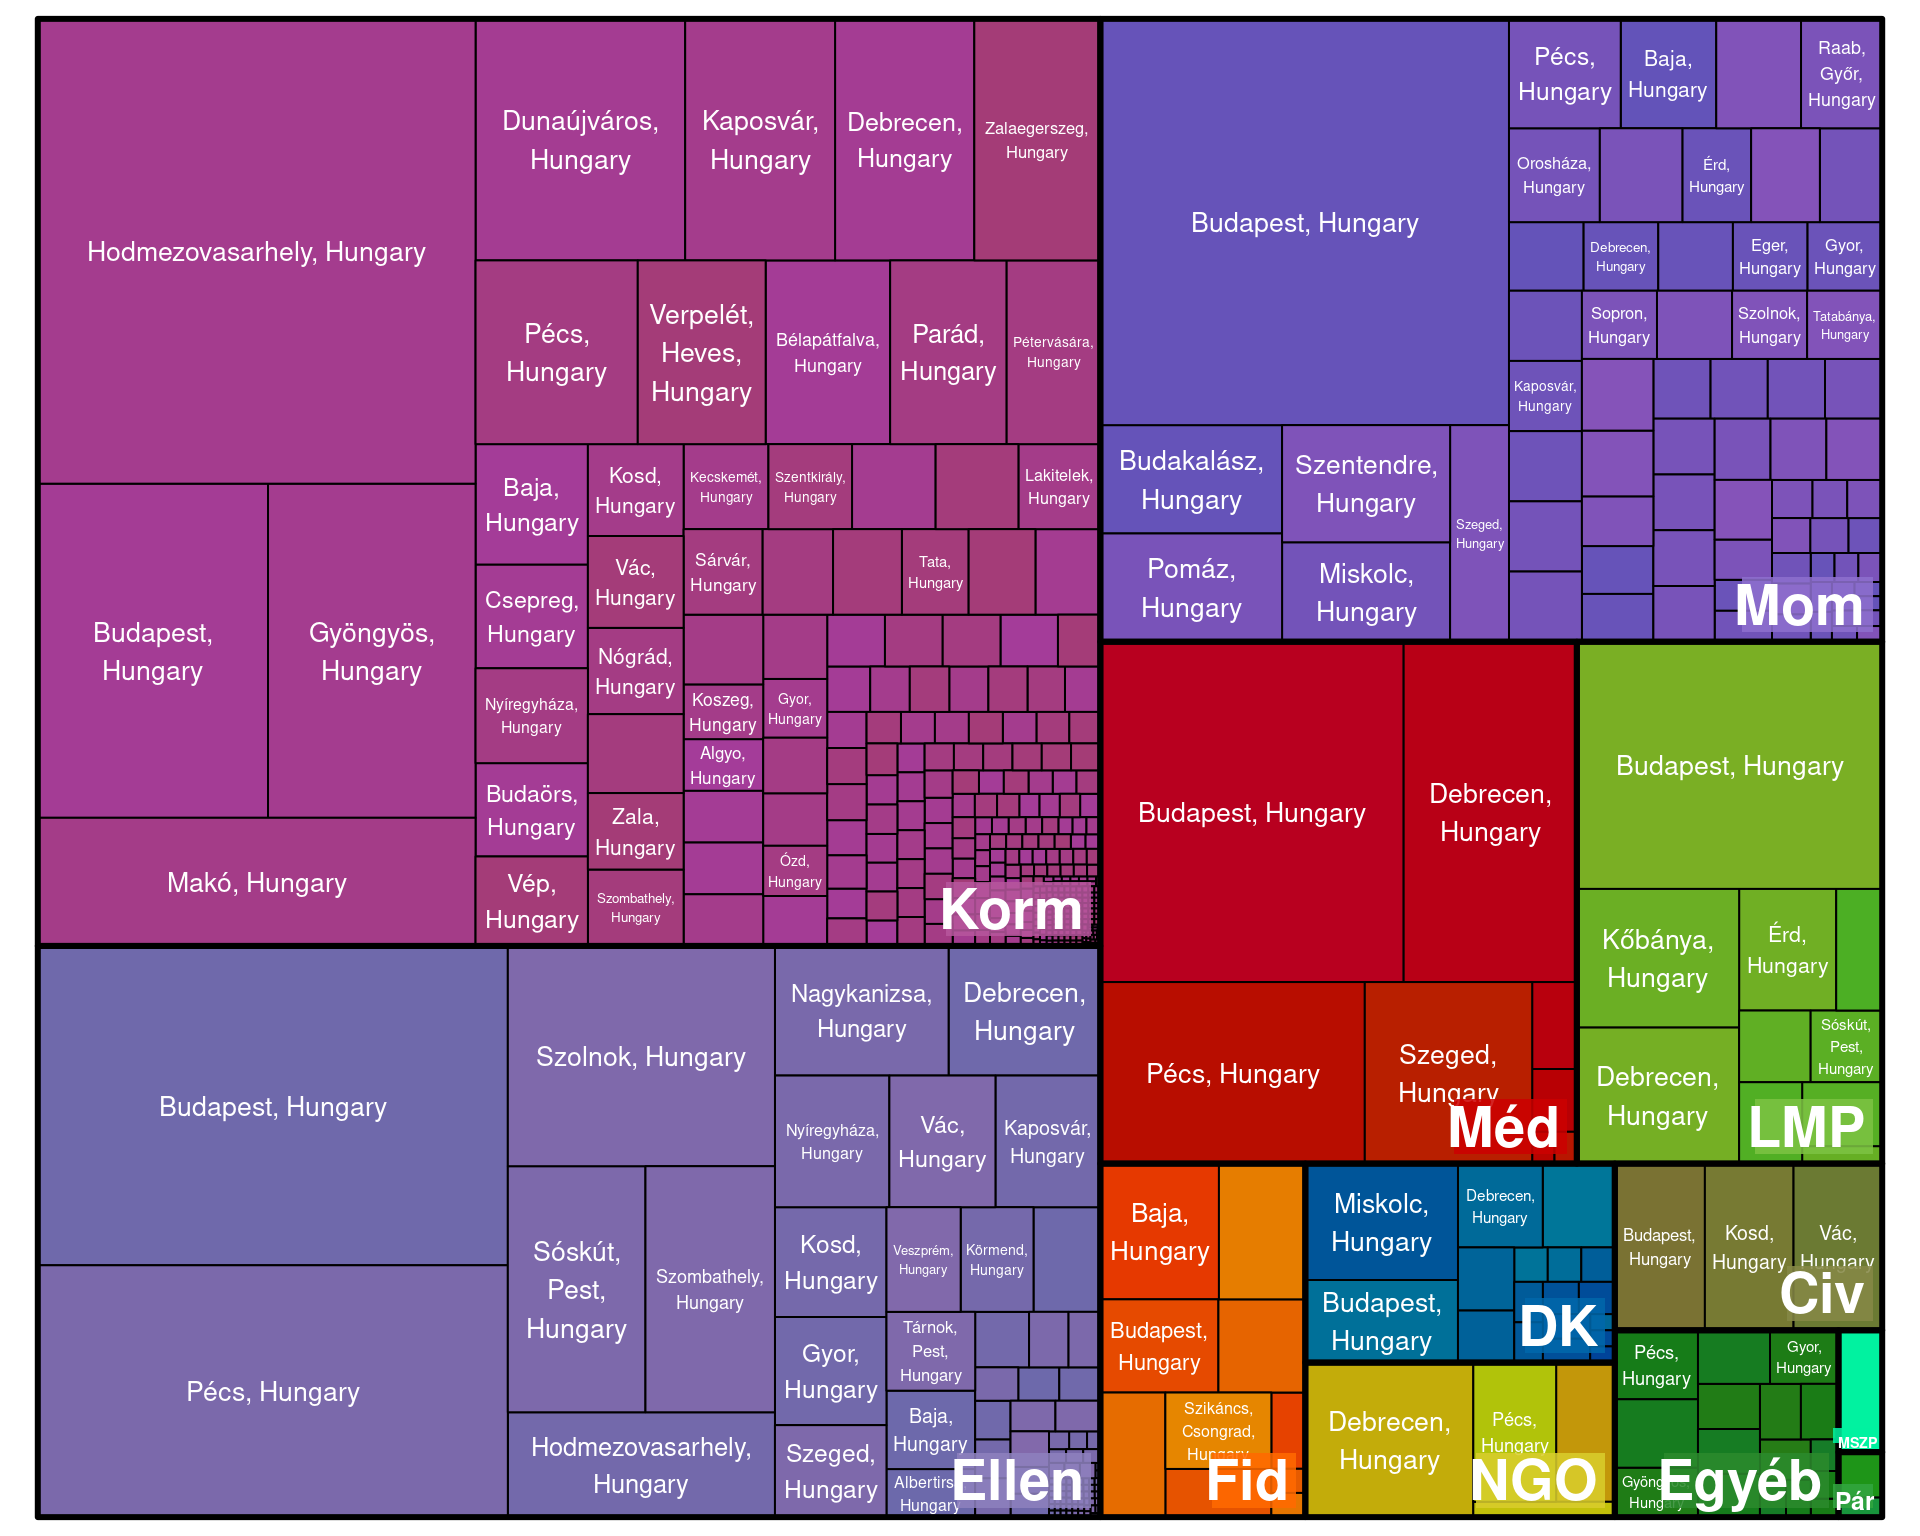 Hodmezovasarhely, Hungary
Budapest,
Hungary
Gyöngyös,
Hungary
Makó, Hungary
Dunaújváros,
Hungary
Kaposvár,
Hungary
Debrecen,
Hungary
Zalaegerszeg,
Hungary
Pécs,
Hungary
Verpelét,
Heves,
Hungary
Bélapátfalva,
Hungary
Parád,
Hungary
Pétervására,
Hungary
Baja,
Hungary
Csepreg,
Hungary
Nyíregyháza,
Hungary
Budaörs,
Hungary
Vép,
Hungary
Kosd,
Hungary
Vác,
Hungary
Nógrád,
Hungary
Zala,
Hungary
Szombathely,
Hungary
Kecskemét,
Hungary
Szentkirály,
Hungary
Lakitelek,
Hungary
Sárvár,
Hungary
Tata,
Hungary
Koszeg,
Hungary
Algyo,
Hungary
Gyor,
Hungary
Ózd,
Hungary
Korm
Budapest, Hungary
Budakalász,
Hungary
Pomáz,
Hungary
Szentendre,
Hungary
Miskolc,
Hungary
Szeged,
Hungary
Pécs,
Hungary
Baja,
Hungary
Raab,
Győr,
Hungary
Orosháza,
Hungary
Érd,
Hungary
Debrecen,
Hungary
Eger,
Hungary
Gyor,
Hungary
Sopron,
Hungary
Szolnok,
Hungary
Tatabánya,
Hungary
Kaposvár,
Hungary
Mom
Budapest, Hungary
Debrecen,
Hungary
Pécs, Hungary
Szeged,
Hungary
Méd
Budapest, Hungary
Kőbánya,
Hungary
Érd,
Hungary
Debrecen,
Hungary
Sóskút,
Pest,
Hungary
LMP
Budapest, Hungary
Pécs, Hungary
Szolnok, Hungary
Sóskút,
Pest,
Hungary
Szombathely,
Hungary
Hodmezovasarhely,
Hungary
Nagykanizsa,
Hungary
Debrecen,
Hungary
Nyíregyháza,
Hungary
Vác,
Hungary
Kaposvár,
Hungary
Kosd,
Hungary
Gyor,
Hungary
Szeged,
Hungary
Veszprém,
Hungary
Körmend,
Hungary
Tárnok,
Pest,
Hungary
Baja,
Hungary
Hungary
Ellen
Baja,
Hungary
Budapest,
Hungary
Szikáncs,
Csongrad,
Hungary
Fid
Miskolc,
Hungary
Budapest,
Hungary
Debrecen,
Hungary
DK
Debrecen,
Hungary
Pécs,
Hungary
NGO
Budapest,
Hungary
Kosd,
Hungary
Vác,
Hungary
Civ
Pécs,
Hungary
Gyor,
Hungary
Egyéb
MSZP
Pár